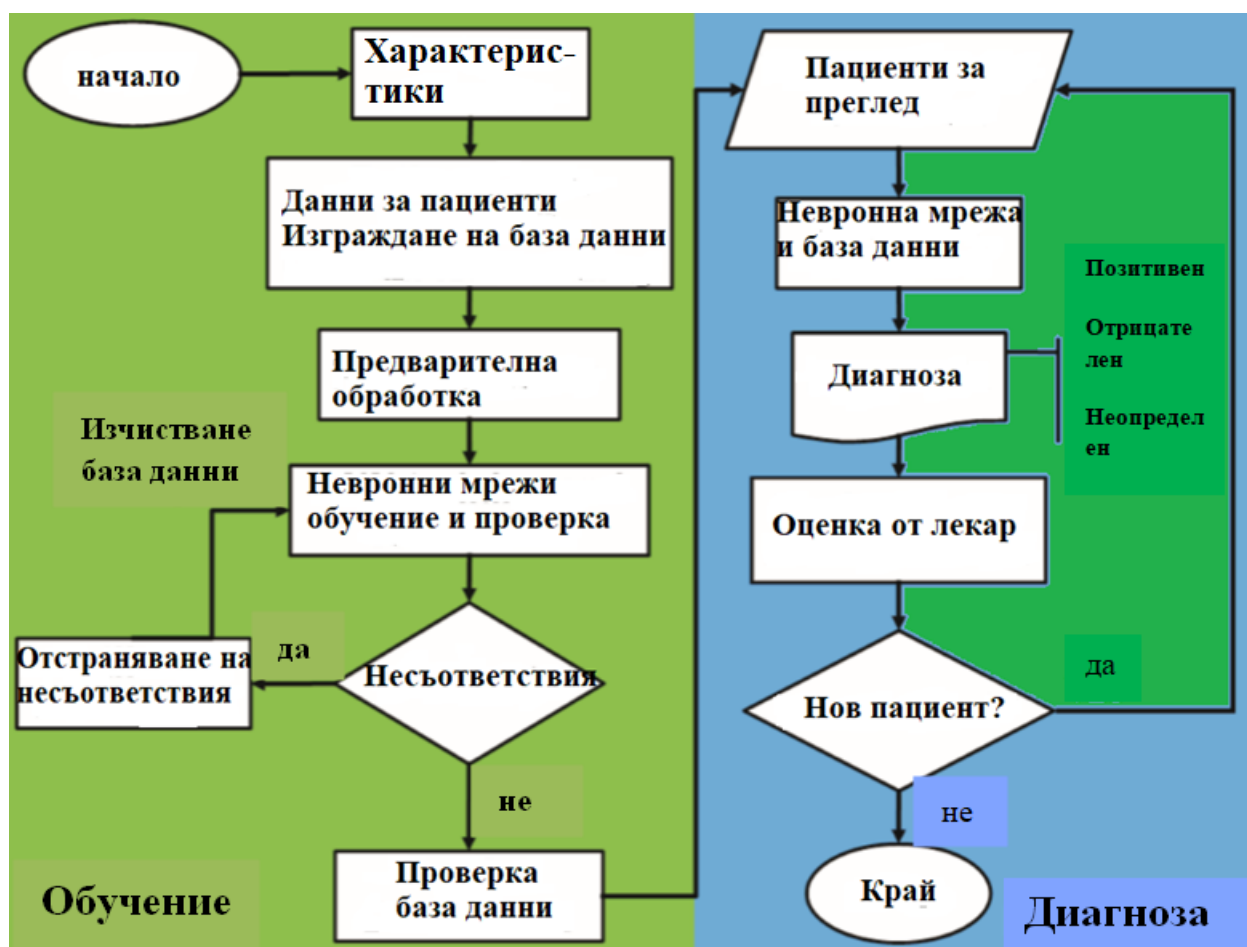 начало
Характерис-
тики
Данни за пациенти
Изграждане на база данни
Предварителна
обработка
Изчистване
база данни
Невронни мрежи
обучение и проверка
да
Отстраняване на
несъответствия
Несъответствия
не
Проверка
база данни
Обучение
Пациенти за
преглед
Невронна мрежа
и база данни
Позитивен
Отрицате
лен
Неопредел
ен
Диагноза
Оценка от лекар
да
Нов пациент?
не
Край
Диагноза